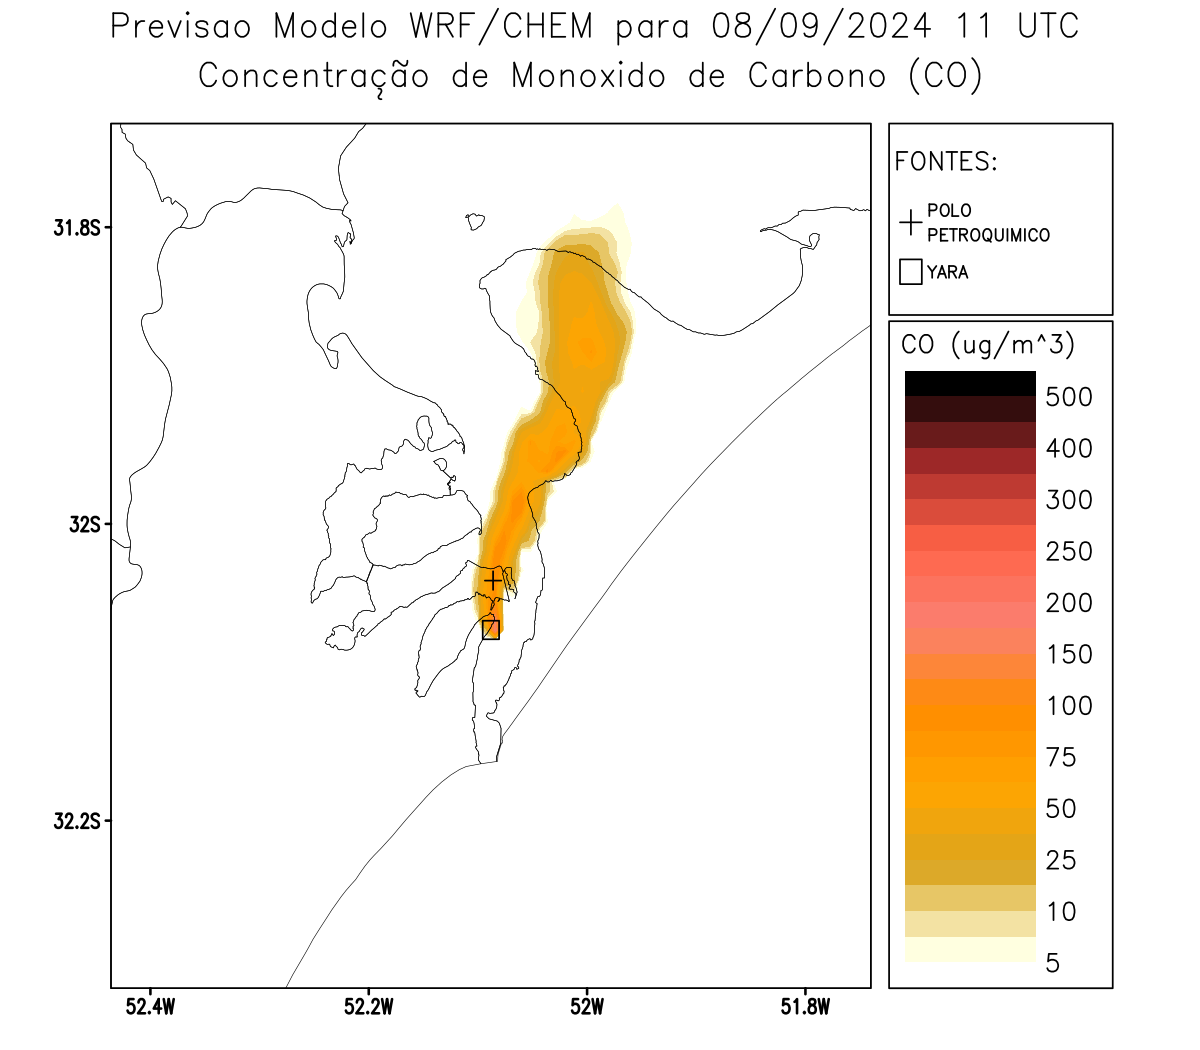 Previsao Modelo WRF/CHEM para 08/09/2024 11 UTC
Concentração de Monoxido de Carbono (CO)
FONTES:
POLO
PETROQUIMICO
YARA
CO (ug/m^3)
500
400
300
250
200
150
100
75
50
25
10
5
31.8S
32S
32.2S
52.4W
52.2W
52W
51.8W